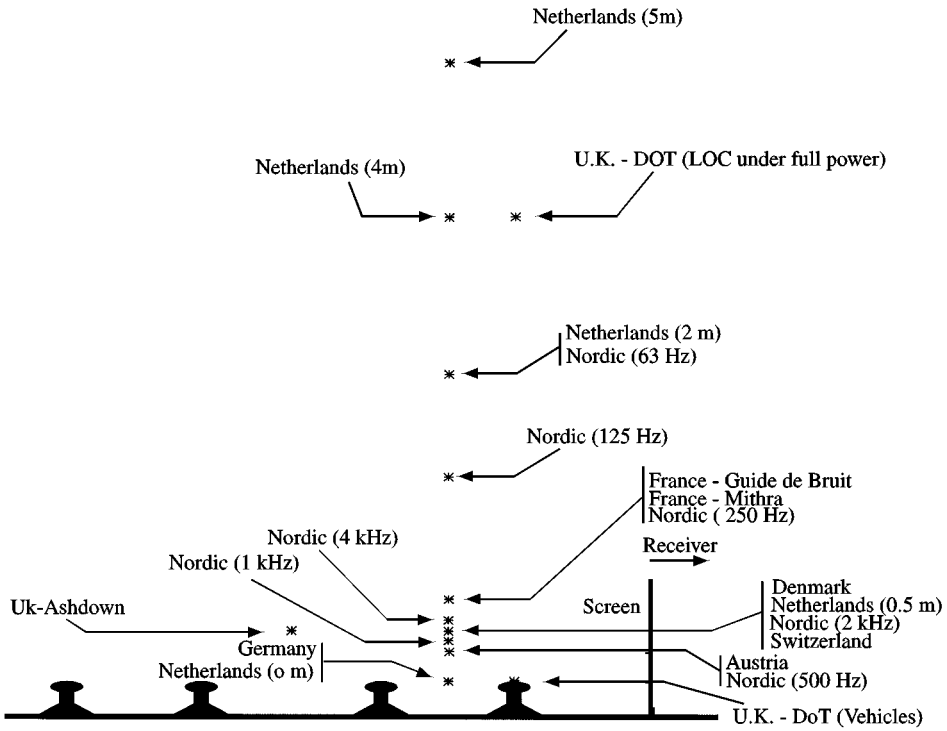 Netherlands (5m)
U.K. - DOT (LOC under full power)
Netherlands (4m)
Netherlands (2 m)
Nordic (63 Hz)
Nordic (125 Hz)
France - Guide de Bruit
France - Mithra
Nordic ( 250 Hz)
Nordic (4 kHz)
Receiver
Nordic (1 kHz)
Denmark
Screen
Netherlands (0.5 m)
Uk-Ashdown
Nordic (2 kHz)
Switzerland
Germany
Netherlands (o m)
Austria
Nordic (500 Hz)
U.K. - DoT (Vehicles)